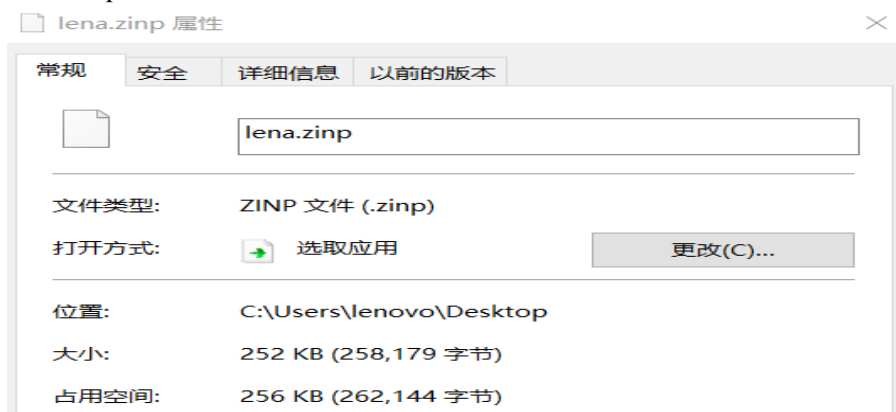 lena.zinp 属性
常规 安全 详细信息 以前的版本
lena.zinp
文件类型: ZINP 文件 (.zinp)
打开方式: 选取应用 更改(C)...
位置: C:\Users\lenovo\Desktop
大小: 252 KB (258,179 字节)
占用空间: 256 KB (262,144 字节)